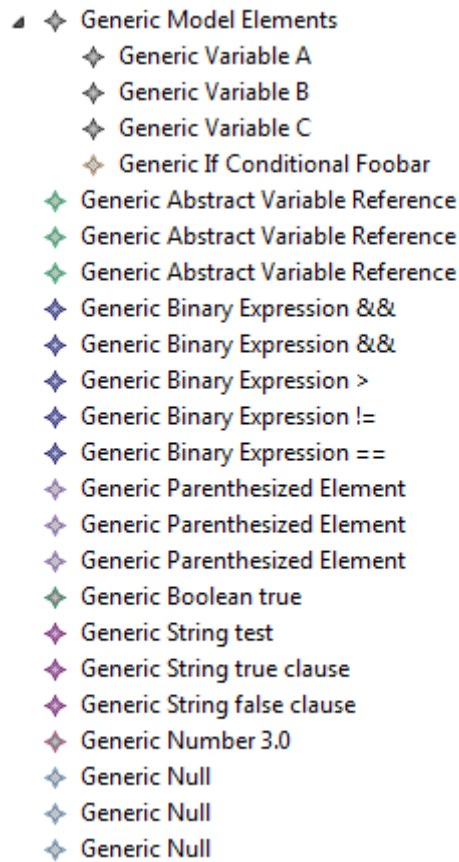 Generic Model Elements
Generic Variable A
Generic Variable B
Generic Variable C
Generic If Conditional Foobar
Generic Abstract Variable Reference
Generic Abstract Variable Reference
Generic Abstract Variable Reference
Generic Binary Expression &&
Generic Binary Expression &&
Generic Binary Expression >
Generic Binary Expression !=
Generic Binary Expression ==
Generic Parenthesized Element
Generic Parenthesized Element
Generic Parenthesized Element
Generic Boolean true
Generic String test
Generic String true clause
Generic String false clause
Generic Number 3.0
Generic Null
Generic Null
Generic Null